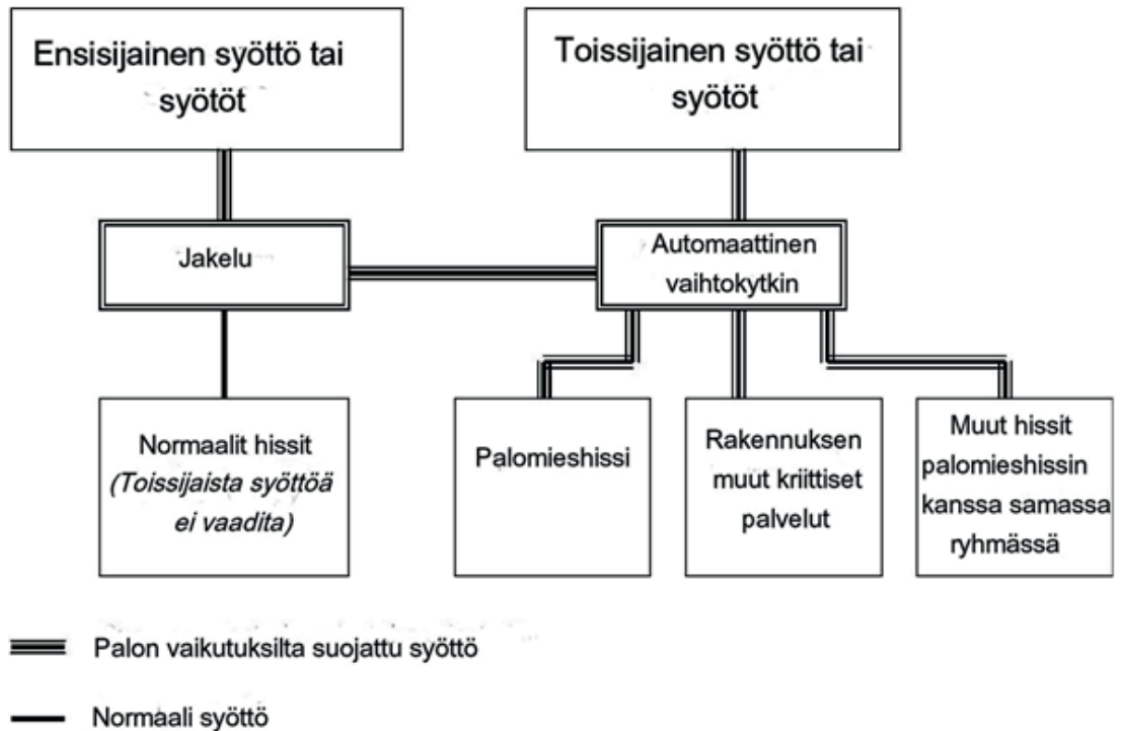 Ensisijainen syöttö tai
syötöt
Toissijainen syöttö tai
syötöt
Jakelu
Automaattinen
vaihtokytkin
Normaalit hissit
(Toissijaista syöttöä
ei vaadita)
Palomieshissi
Rakennuksen
muut kriittiset
palvelut
Muut hissit
palomieshissin
kanssa samassa
ryhmässä
Palon vaikutuksilta suojattu syöttö
Normaali syöttö